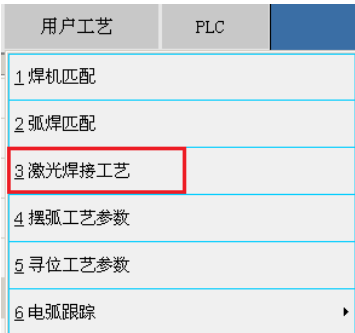 用户工艺 PLC
1 焊机匹配
2 弧焊匹配
3 激光焊接工艺
4 摆弧工艺参数
5 寻位工艺参数
6 电弧跟踪